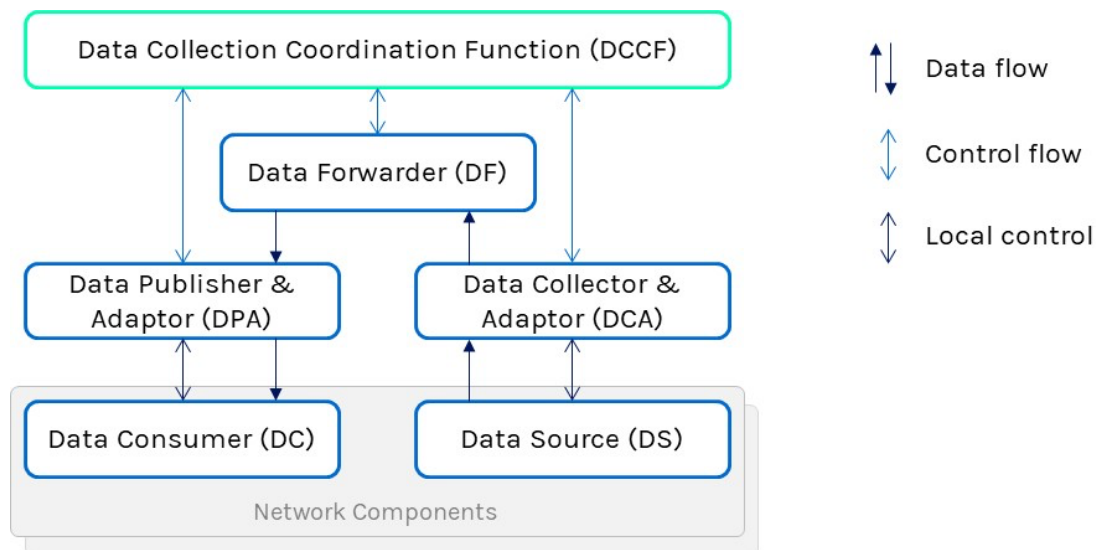 Data Collection Coordination Function (DCCF)
Data flow
Control flow
Local control
Data Forwarder (DF)
Data Publisher &
Adaptor (DPA)
Data Collector &
Adaptor (DCA)
Data Consumer (DC)
Data Source (DS)
Network Components